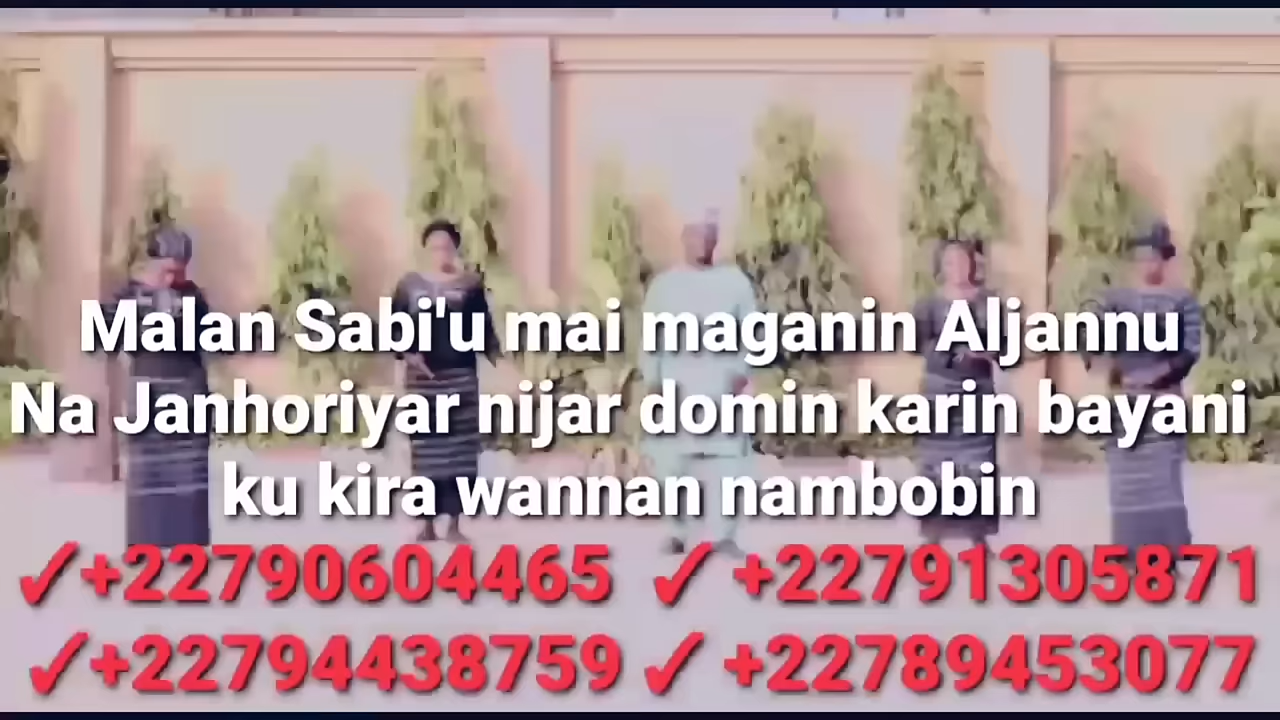 Malan Sabi'u mai maganin Aljannu
Na Janhoriyar nijar domin karin bayani
ku kira wannan nambobin
✓+22790604465 ✓ +22791305871
✓+22794438759 ✓ +22789453077